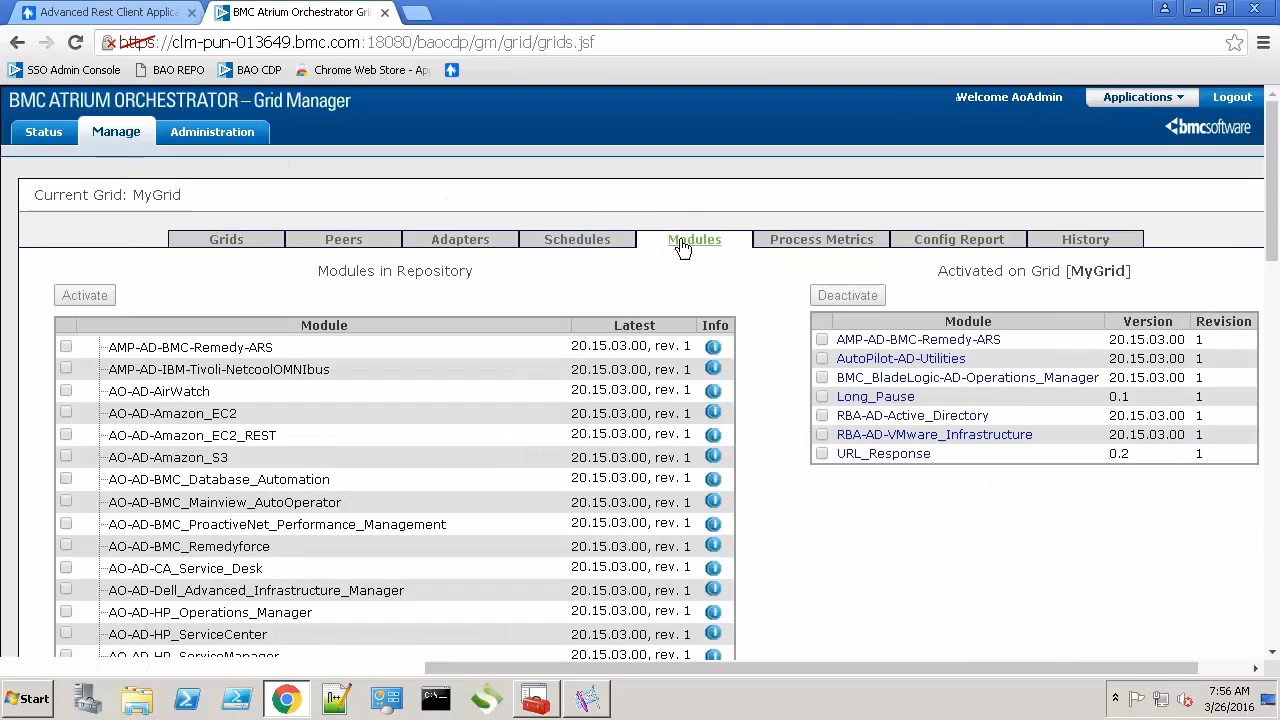 Advanced Rest Client Applic × BMC Atrium Orchestrator Gri ×
https://clm-pun-013649.bmc.com:18080/baocdp/gm/grid/grids.jsf
SSO Admin Console BAO REPO BAO CDP Chrome Web Store - Ap
BMC ATRIUM ORCHESTRATOR – Grid Manager
Welcome AoAdmin Applications Logout
Status Manage Administration
bmcsoftware
Current Grid: MyGrid
Grids Peers Adapters Schedules Modules Process Metrics Config Report History
Modules in Repository
Activate
Module Latest Info
AMP-AD-BMC-Remedy-ARS 20.15.03.00, rev. 1
AMP-AD-IBM-Tivoli-NetcoolOMNIbus 20.15.03.00, rev. 1
AO-AD-AirWatch 20.15.03.00, rev. 1
AO-AD-Amazon_EC2 20.15.03.00, rev. 1
AO-AD-Amazon_EC2_REST 20.15.03.00, rev. 1
AO-AD-Amazon_S3 20.15.03.00, rev. 1
AO-AD-BMC_Database_Automation 20.15.03.00, rev. 1
AO-AD-BMC_Mainview_AutoOperator 20.15.03.00, rev. 1
AO-AD-BMC_ProactiveNet_Performance_Management 20.15.03.00, rev. 1
AO-AD-BMC_Remedyforce 20.15.03.00, rev. 1
AO-AD-CA_Service_Desk 20.15.03.00, rev. 1
AO-AD-Dell_Advanced_Infrastructure_Manager 20.15.03.00, rev. 1
AO-AD-HP_Operations_Manager 20.15.03.00, rev. 1
AO-AD-HP_ServiceCenter 20.15.03.00, rev. 1
AO-AD-HP_ServiceManager 20.15.03.00, rev. 1
Activated on Grid [MyGrid]
Deactivate
Module Version Revision
AMP-AD-BMC-Remedy-ARS 20.15.03.00 1
AutoPilot-AD-Utilities 20.15.03.00 1
BMC_BladeLogic-AD-Operations_Manager 20.15.03.00 1
Long_Pause 0.1 1
RBA-AD-Active_Directory 20.15.03.00 1
RBA-AD-VMware_Infrastructure 20.15.03.00 1
URL_Response 0.2 1
Start
7:56 AM
3/26/2016